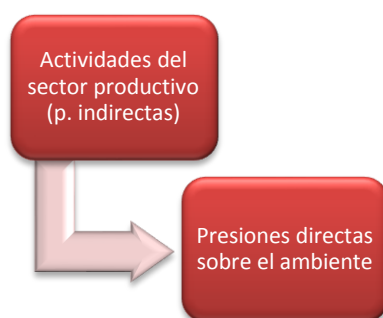 Actividades del
sector productivo
(p. indirectas)
Presiones directas
sobre el ambiente